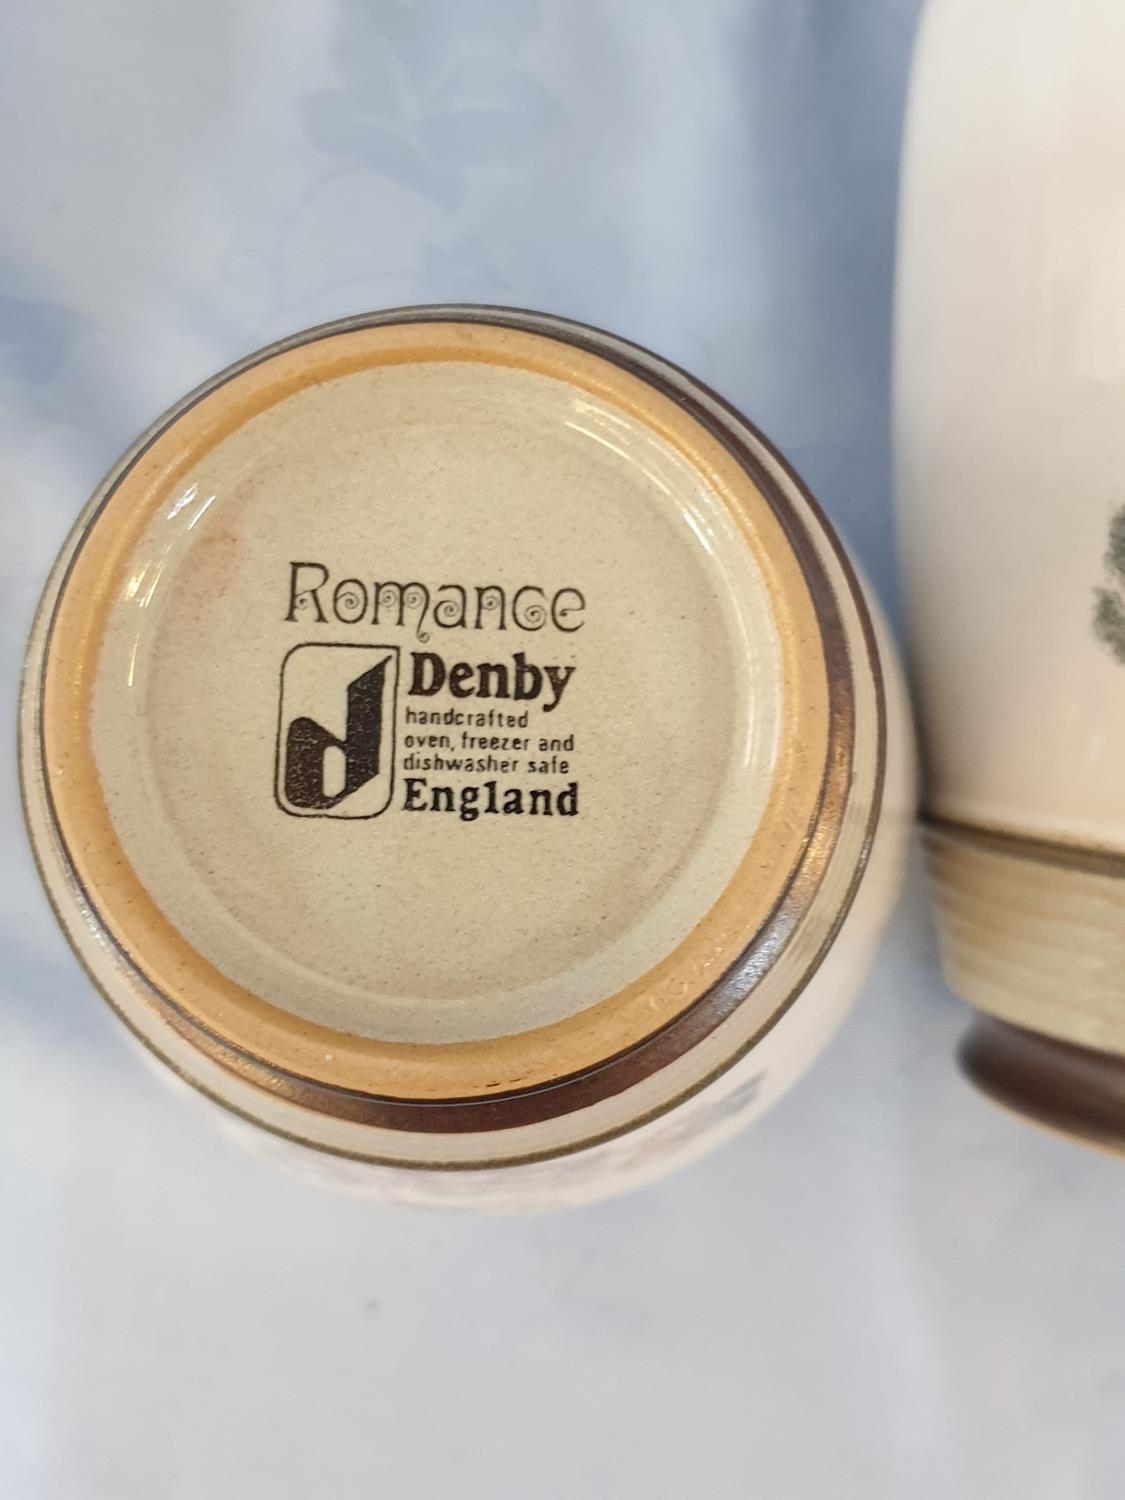 Romance
Denby
handcrafted
oven, freezer and
dishwasher safe
England